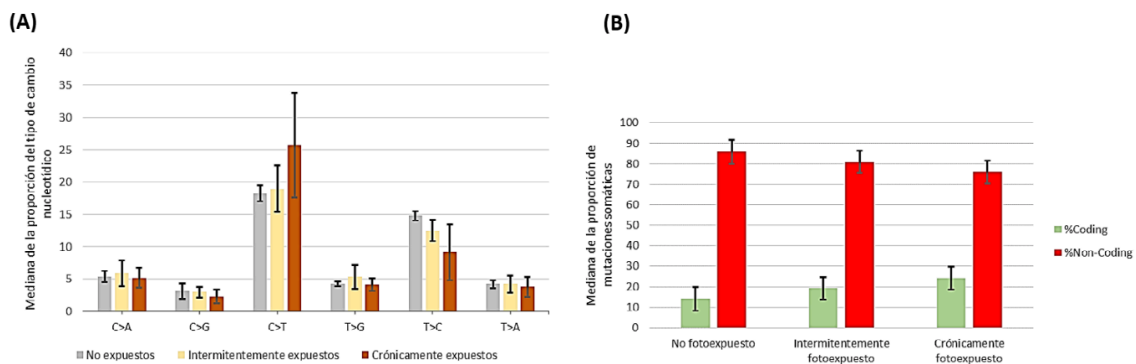 (A)
Mediana de la proporción del tipo de cambio
nucleotídico
40
35
30
25
20
15
10
5
0
C>A
C>G
C>T
T>G
T>C
T>A
No expuestos
Intermitentemente expuestos
Crónicamente expuestos
(B)
Mediana de la proporción de
mutaciones somáticas
100
90
80
70
60
50
40
30
20
10
0
No fotoexpuesto
Intermitentemente
fotoexpuesto
Crónicamente
fotoexpuesto
%Coding
%Non-Coding